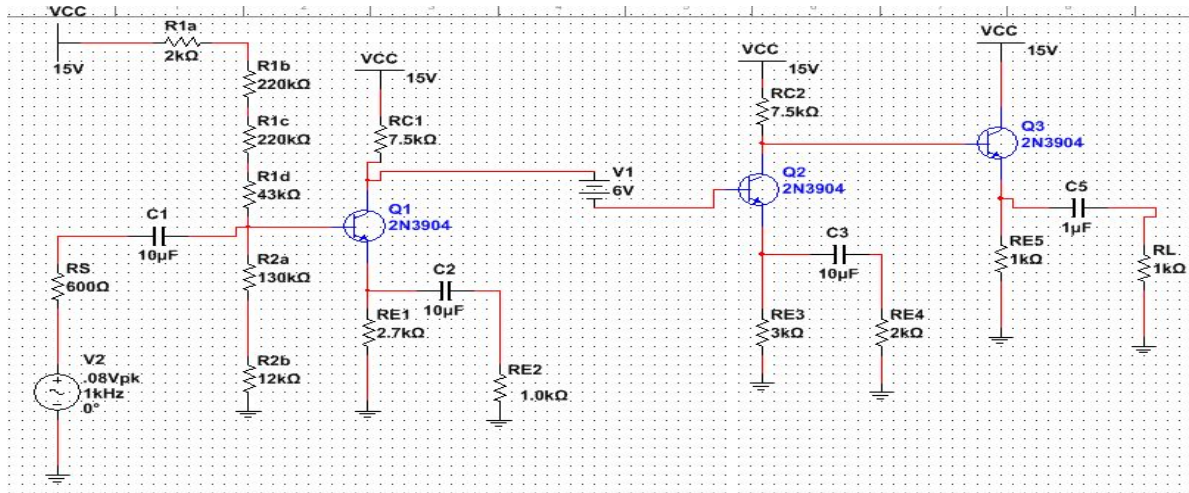 VCC
15V
R1a
2kΩ
R1b
220kΩ
R1c
220kΩ
R1d
43kΩ
C1
10µF
RS
600Ω
V2
.08Vpk
1kHz
0°
R2a
130kΩ
R2b
12kΩ
VCC
15V
RC1
7.5kΩ
Q1
2N3904
C2
10µF
RE1
2.7kΩ
RE2
1.0kΩ
V1
6V
VCC
15V
RC2
7.5kΩ
Q2
2N3904
C3
10µF
RE3
3kΩ
RE4
2kΩ
VCC
15V
Q3
2N3904
C5
1µF
RE5
1kΩ
RL
1kΩ